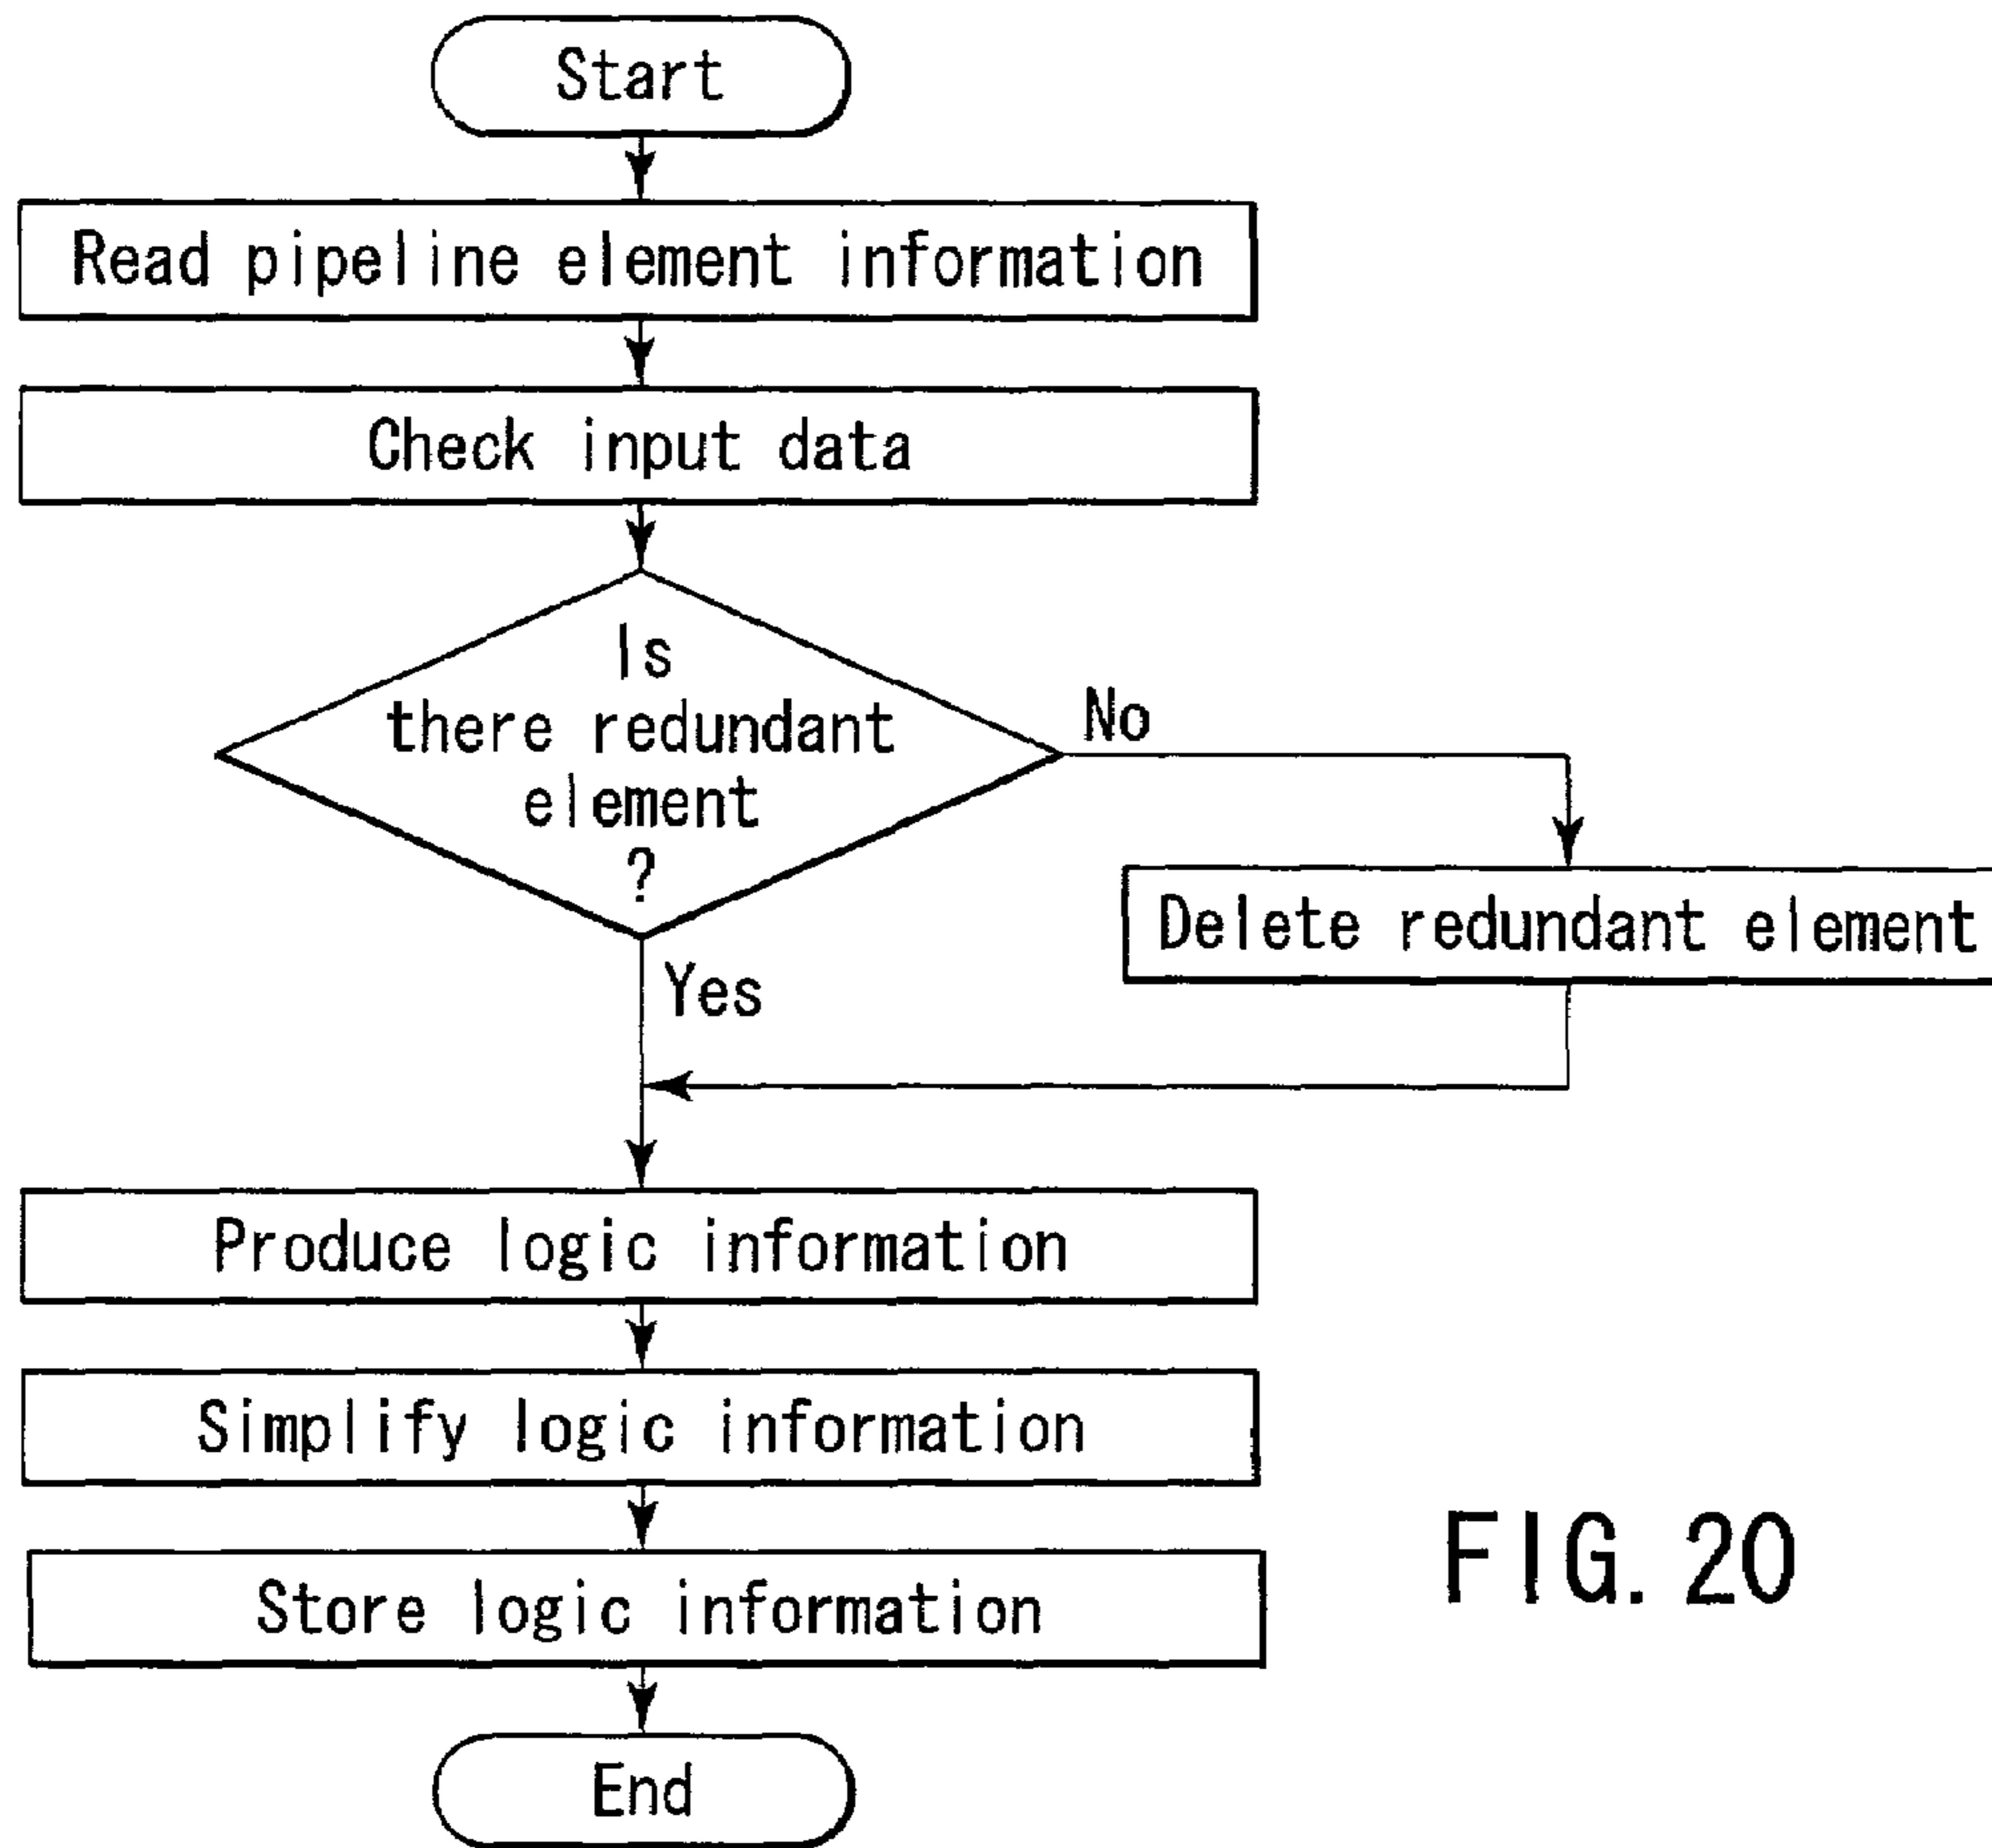 Start
Read pipeline element information
Check input data
Is
there redundant
element
?
No
Delete redundant element
Yes
Produce logic information
Simplify logic information
Store logic information
End
FIG. 20